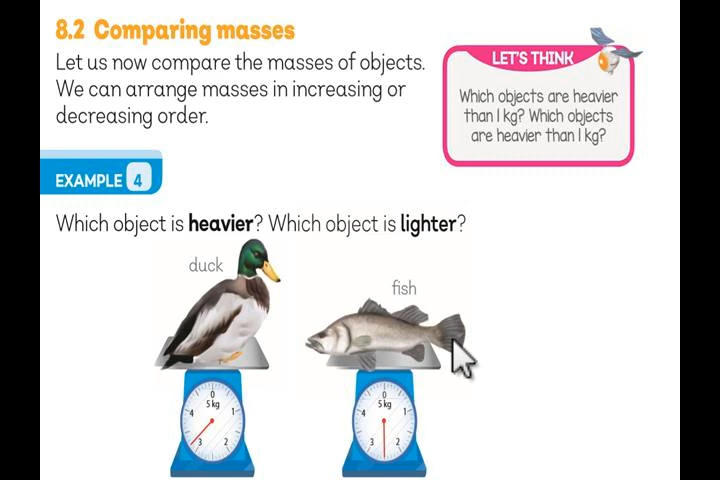 8.2 Comparing masses
Let us now compare the masses of objects.
We can arrange masses in increasing or
decreasing order.
LET'S THINK
Which objects are heavier
than 1 kg? Which objects
are heavier than 1 kg?
EXAMPLE 4
Which object is heavier? Which object is lighter?
duck
fish
0
5 kg
4 1
3 2
0
5 kg
4 1
3 2